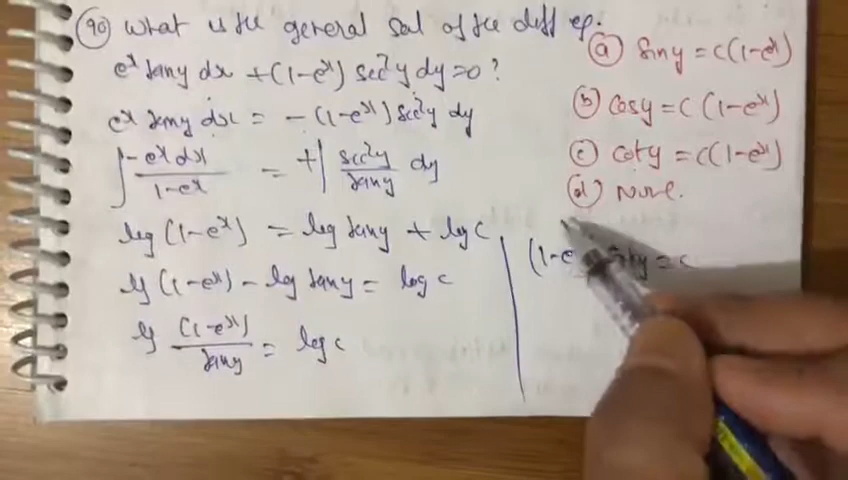 90) What is the general Sol of the diff eq.
e^x tany dx + (1-e^x) sec²y dy=0?
e^x tany dx = -(1-e^x) sec²y dy
∫ -e^x dx / 1-e^x = +∫ sec²y / tany dy
log (1-e^x) = log tany + log c
log (1-e^x) - log tany = log c
log (1-e^x) / tany = log c
(a) Siny = c(1-e^x)
(b) Cosy = c (1-e^x)
(c) Coty = c(1-e^x)
(d) None.
(1-e = c